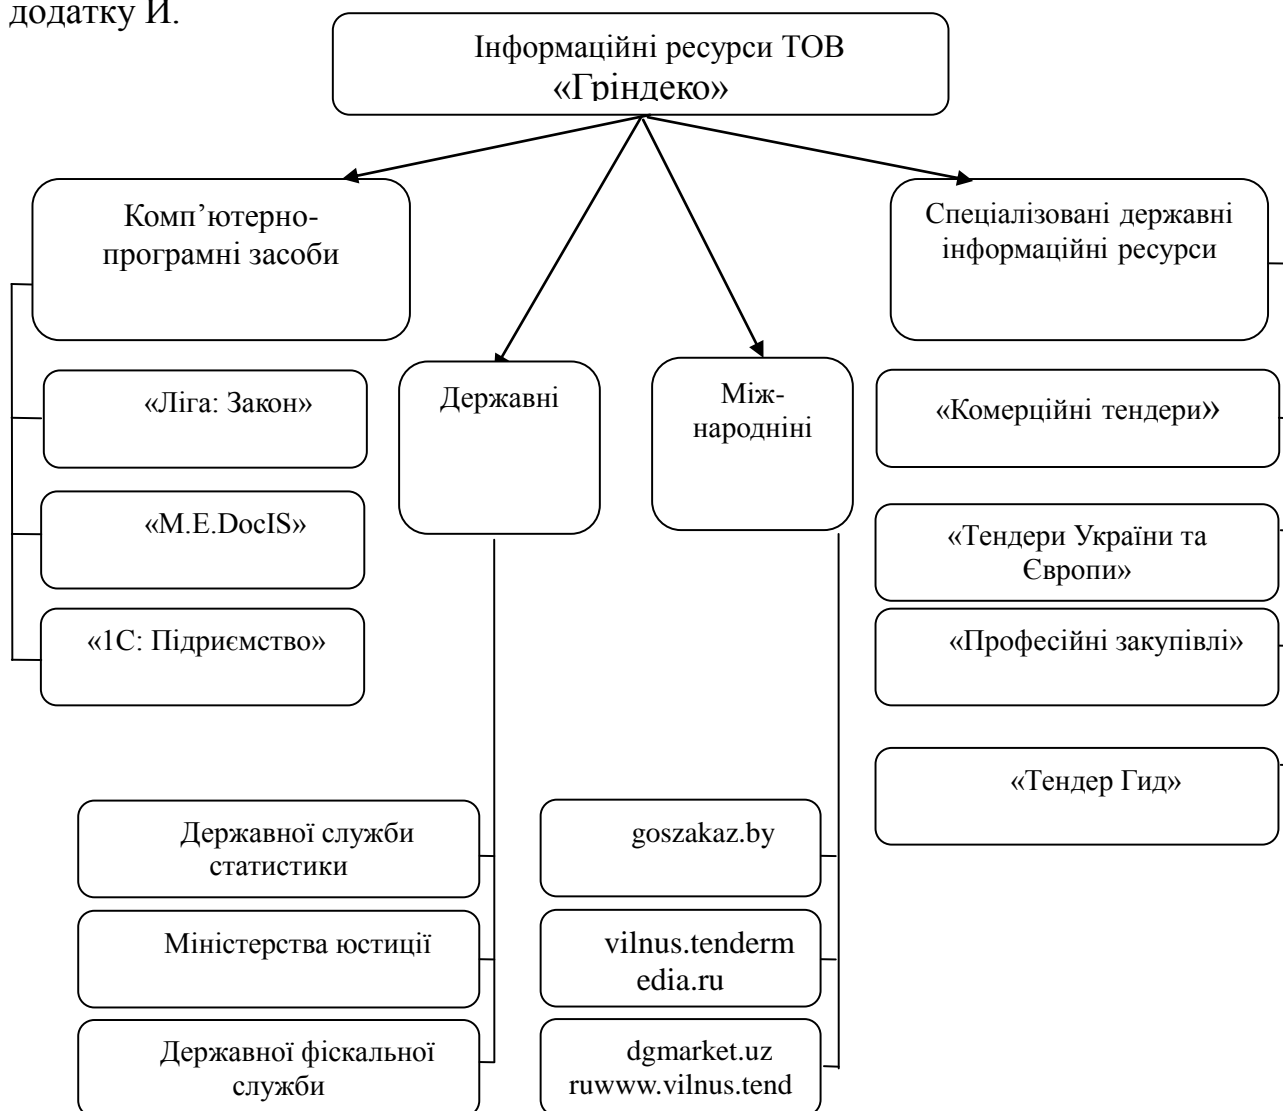 додатку Й.
Інформаційні ресурси ТОВ
«Гріндеко»
Комп’ютерно-
програмні засоби
«Ліга: Закон»
«M.E.DocIS»
«1С: Підриємство»
Державні
Державної служби
статистики
Міністерства юстиції
Державної фіскальної
служби
Між-
народніні
goszakaz.by
vilnus.tenderm
edia.ru
dgmarket.uz
ruwww.vilnus.tend
Спеціалізовані державні
інформаційні ресурси
«Комерційні тендери»
«Тендери України та
Європи»
«Професійні закупівлі»
«Тендер Гид»